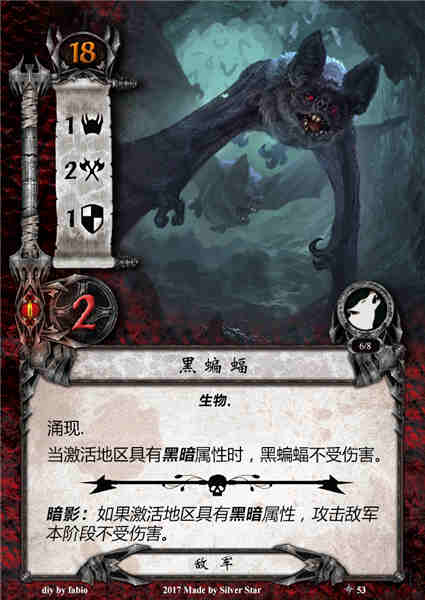 18
1
2
1
2
6/8
黑蝙蝠
生物.
涌现.
当激活地区具有黑暗属性时，黑蝙蝠不受伤害。
暗影：如果激活地区具有黑暗属性，攻击敌军
本阶段不受伤害。
敌军
diy by fabio
2017 Made by Silver Star
53